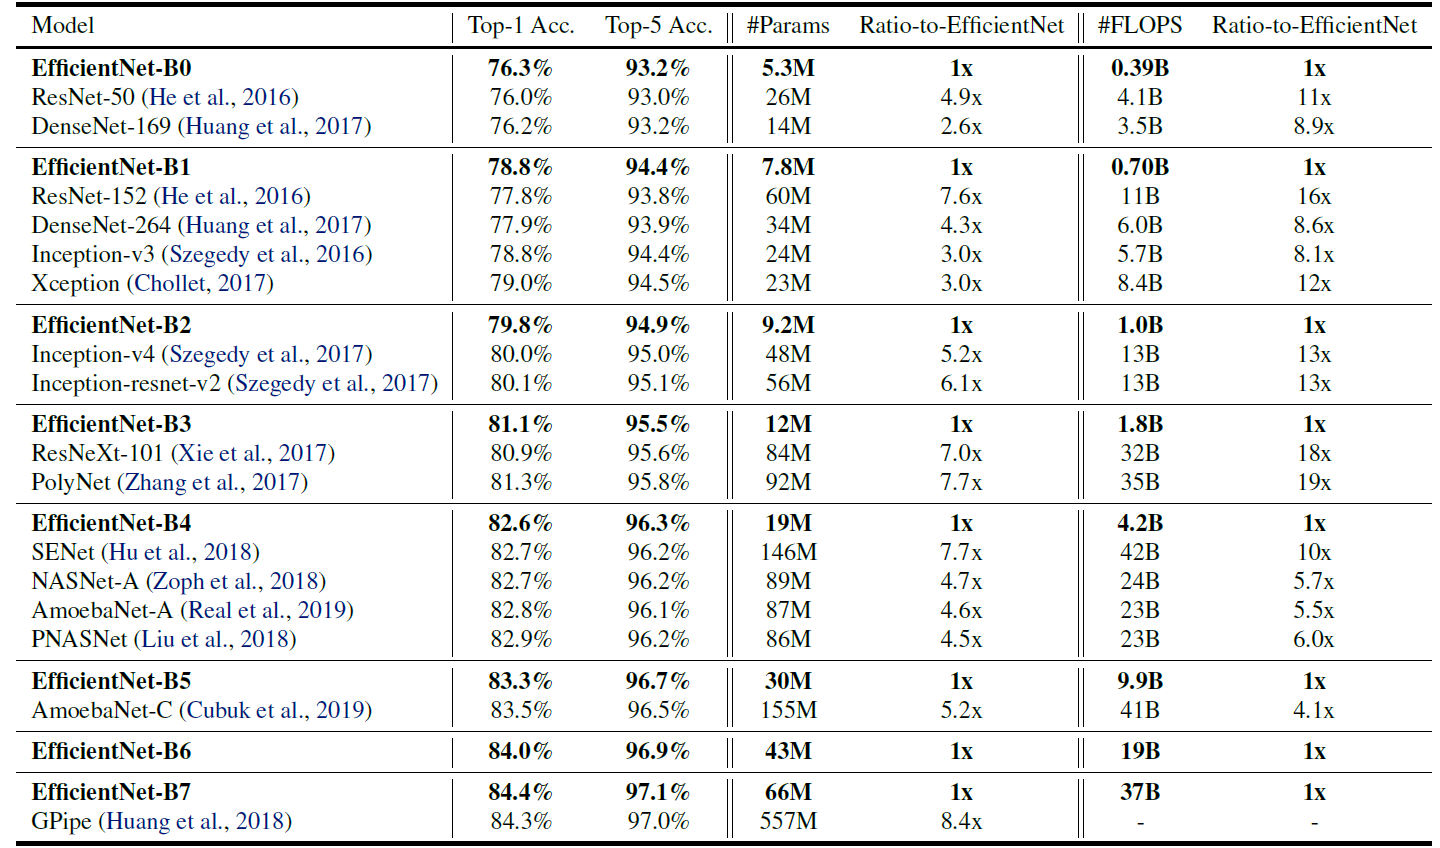 Model Top-1 Acc. Top-5 Acc. #Params Ratio-to-EfficientNet #FLOPS Ratio-to-EfficientNet
EfficientNet-B0 76.3% 93.2% 5.3M 1x 0.39B 1x
ResNet-50 (He et al., 2016) 76.0% 93.0% 26M 4.9x 4.1B 11x
DenseNet-169 (Huang et al., 2017) 76.2% 93.2% 14M 2.6x 3.5B 8.9x
EfficientNet-B1 78.8% 94.4% 7.8M 1x 0.70B 1x
ResNet-152 (He et al., 2016) 77.8% 93.8% 60M 7.6x 11B 16x
DenseNet-264 (Huang et al., 2017) 77.9% 93.9% 34M 4.3x 6.0B 8.6x
Inception-v3 (Szegedy et al., 2016) 78.8% 94.4% 24M 3.0x 5.7B 8.1x
Xception (Chollet, 2017) 79.0% 94.5% 23M 3.0x 8.4B 12x
EfficientNet-B2 79.8% 94.9% 9.2M 1x 1.0B 1x
Inception-v4 (Szegedy et al., 2017) 80.0% 95.0% 48M 5.2x 13B 13x
Inception-resnet-v2 (Szegedy et al., 2017) 80.1% 95.1% 56M 6.1x 13B 13x
EfficientNet-B3 81.1% 95.5% 12M 1x 1.8B 1x
ResNeXt-101 (Xie et al., 2017) 80.9% 95.6% 84M 7.0x 32B 18x
PolyNet (Zhang et al., 2017) 81.3% 95.8% 92M 7.7x 35B 19x
EfficientNet-B4 82.6% 96.3% 19M 1x 4.2B 1x
SENet (Hu et al., 2018) 82.7% 96.2% 146M 7.7x 42B 10x
NASNet-A (Zoph et al., 2018) 82.7% 96.2% 89M 4.7x 24B 5.7x
AmoebaNet-A (Real et al., 2019) 82.8% 96.1% 87M 4.6x 23B 5.5x
PNASNet (Liu et al., 2018) 82.9% 96.2% 86M 4.5x 23B 6.0x
EfficientNet-B5 83.3% 96.7% 30M 1x 9.9B 1x
AmoebaNet-C (Cubuk et al., 2019) 83.5% 96.5% 155M 5.2x 41B 4.1x
EfficientNet-B6 84.0% 96.9% 43M 1x 19B 1x
EfficientNet-B7 84.4% 97.1% 66M 1x 37B 1x
GPipe (Huang et al., 2018) 84.3% 97.0% 557M 8.4x - -